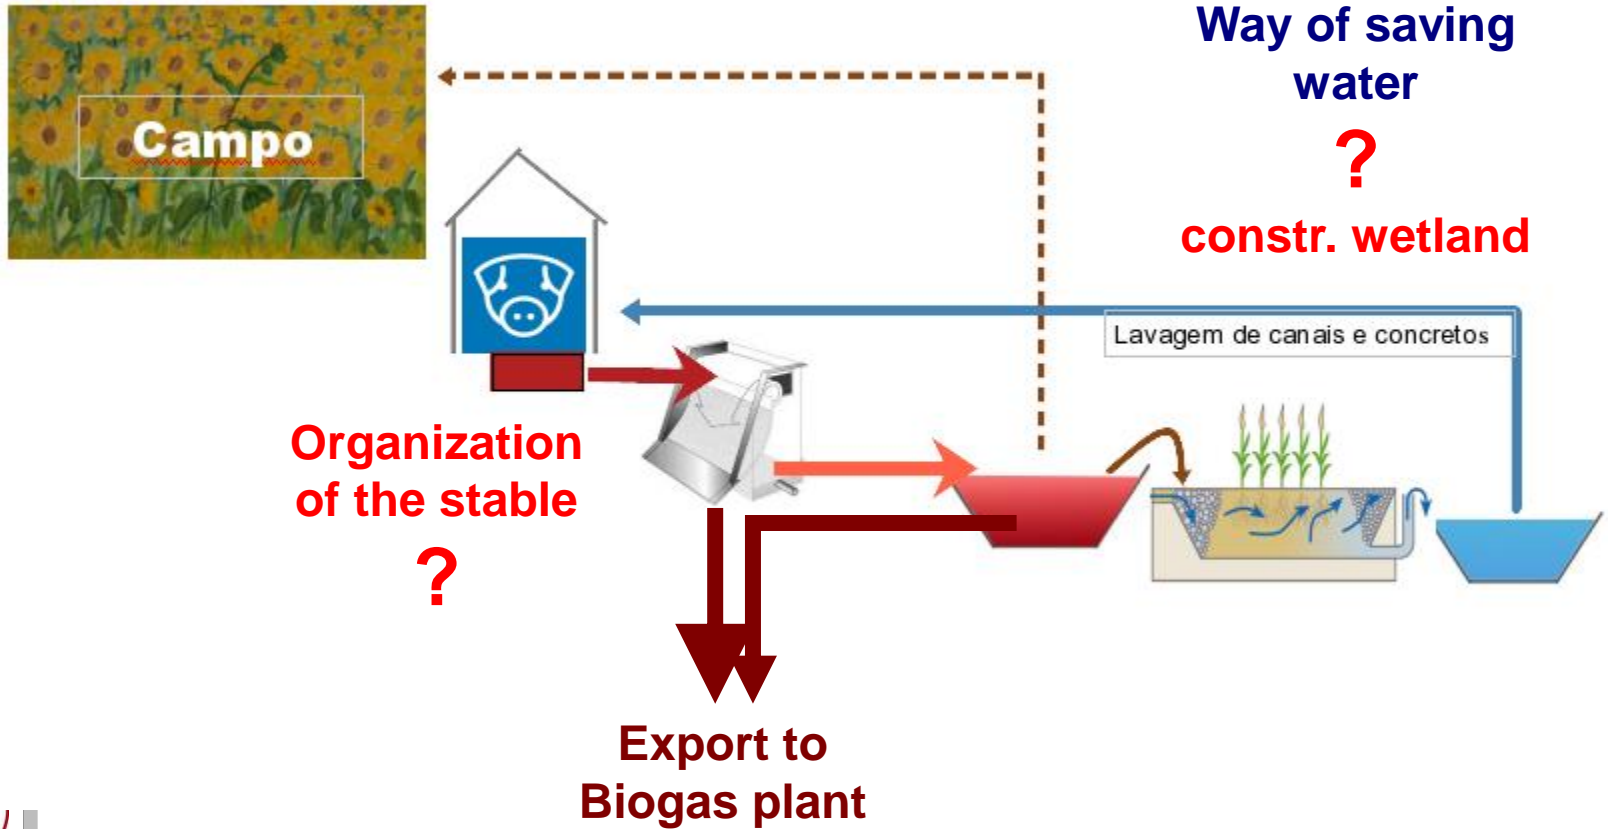 Way of saving
water
?
constr. wetland
Campo
Lavagem de canais e concretos
Organization
of the stable
?
Export to
Biogas plant